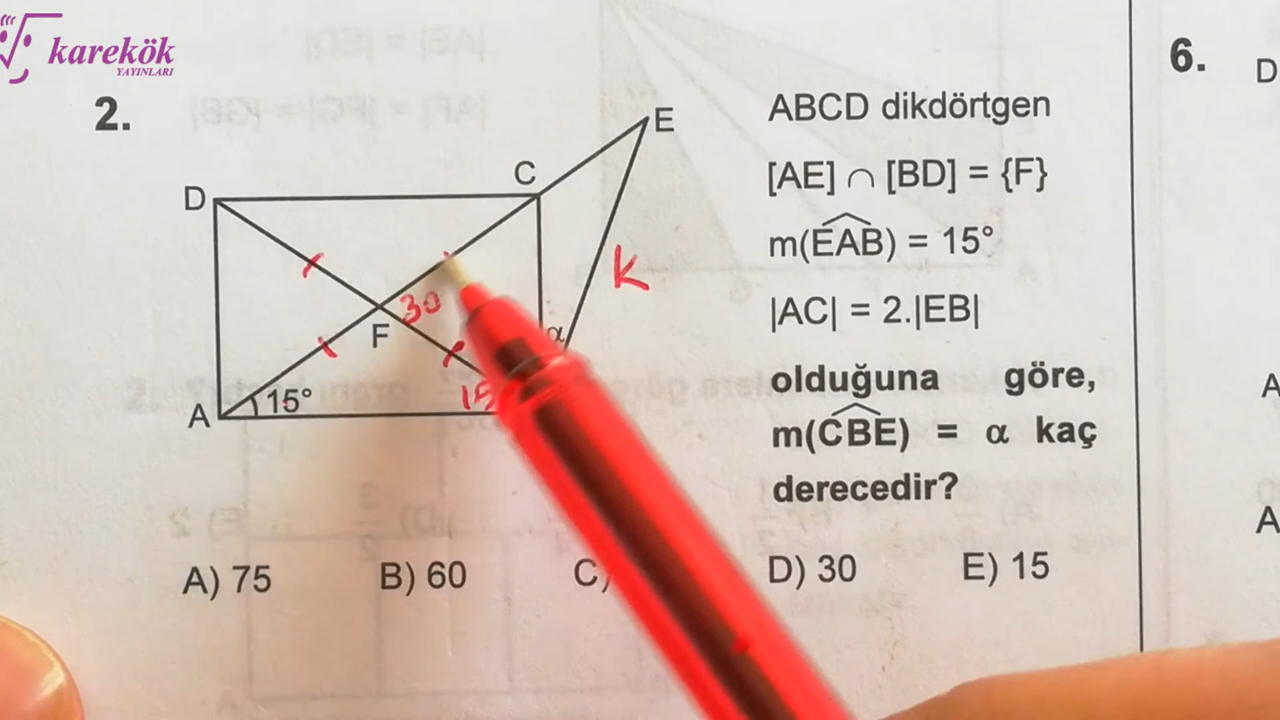 karekök
YAYINLARI
2.
E
C
D
F
A
15°
30
15
α
k
ABCD dikdörtgen
[AE] ∩ [BD] = {F}
m(EAB) = 15°
|AC| = 2.|EB|
olduğuna göre,
m(CBE) = α kaç
derecedir?
A) 75
B) 60
C)
D) 30
E) 15
6.
D
A
A